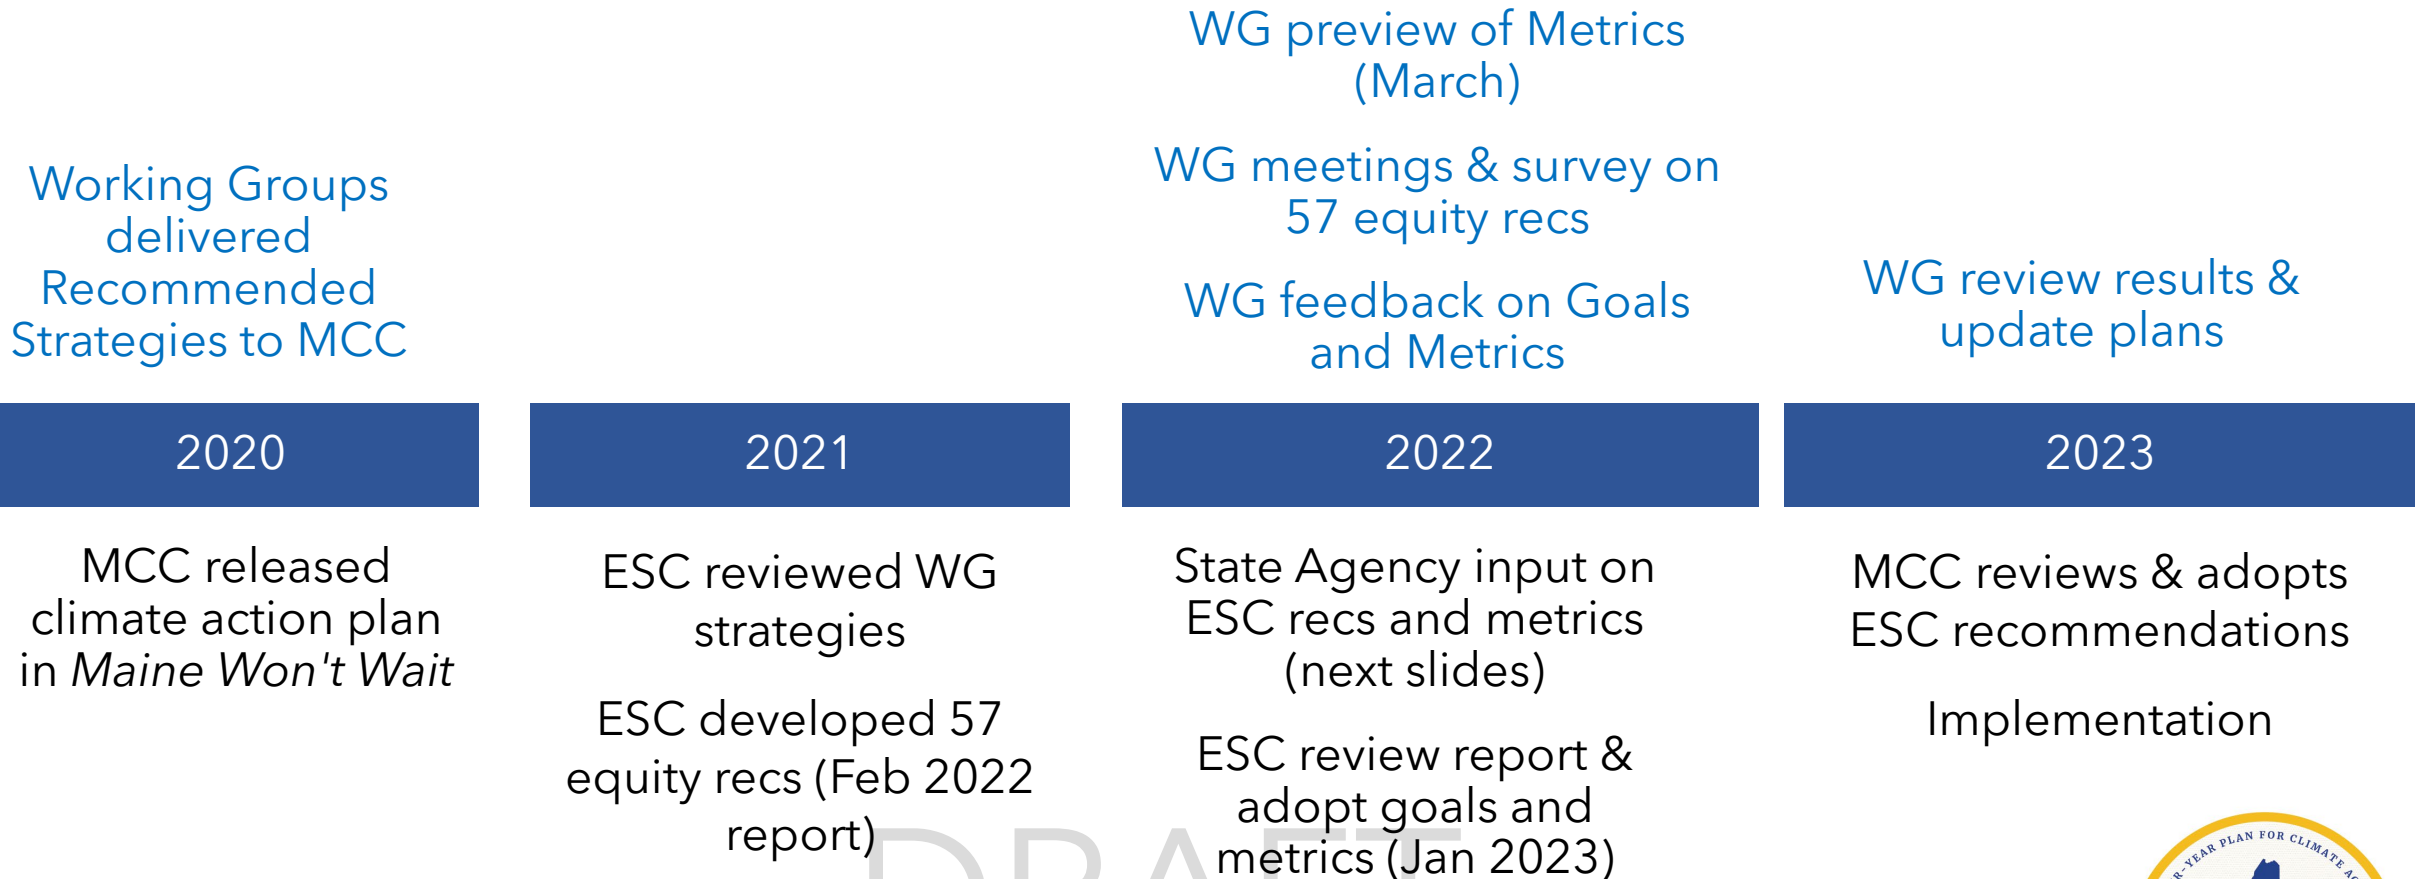 Working Groups
delivered
Recommended
Strategies to MCC
WG preview of Metrics
(March)
WG meetings & survey on
57 equity recs
WG feedback on Goals
and Metrics
WG review results &
update plans
2020
2021
2022
2023
MCC released
climate action plan
in Maine Won't Wait
ESC reviewed WG
strategies
ESC developed 57
equity recs (Feb 2022
report)
State Agency input on
ESC recs and metrics
(next slides)
ESC review report &
adopt goals and
metrics (Jan 2023)
MCC reviews & adopts
ESC recommendations
Implementation
DRAFT
YEAR PLAN FOR CLIMATE